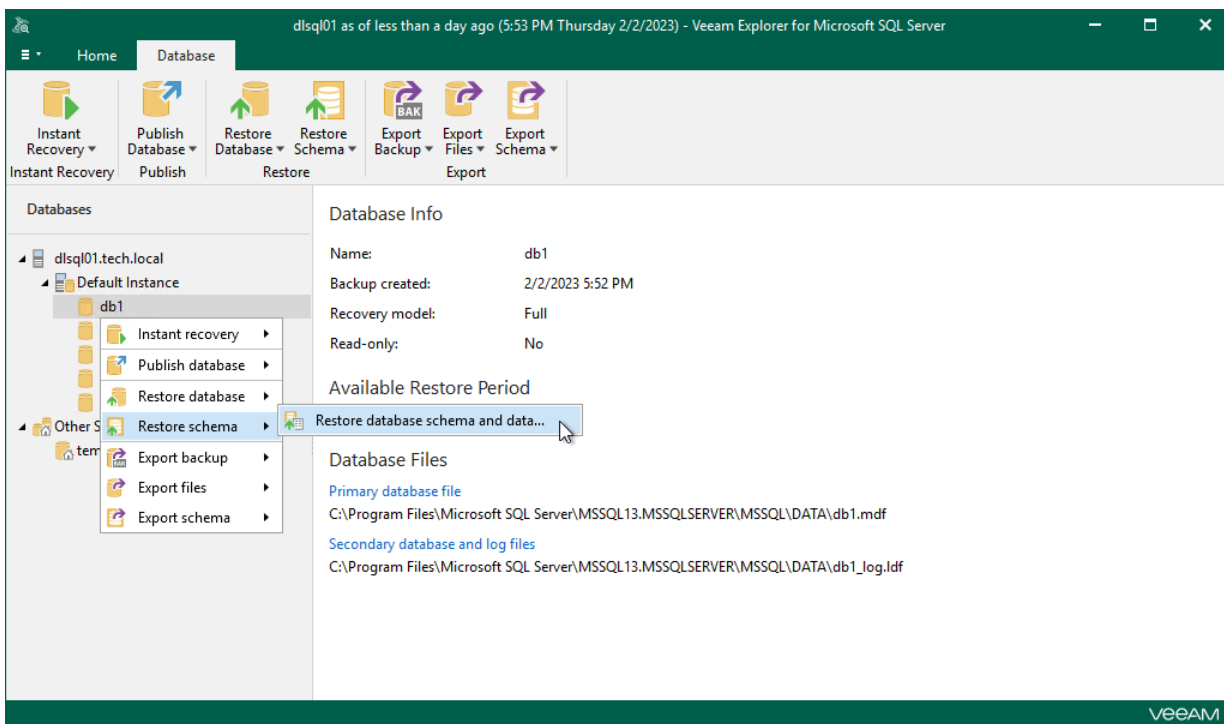 dlsql01 as of less than a day ago (5:53 PM Thursday 2/2/2023) - Veeam Explorer for Microsoft SQL Server
Home Database
Instant Recovery
Publish Database
Restore Database
Restore Schema
BAK
Export Backup
Export Files
Export Schema
Instant Recovery
Publish
Restore
Export
Databases
dlsql01.tech.local
Default Instance
db1
Instant recovery
Publish database
Restore database
Restore schema
BAK
Export backup
Export files
Export schema
Restore database schema and data...
Other S
tem
Database Info
Name: db1
Backup created: 2/2/2023 5:52 PM
Recovery model: Full
Read-only: No
Available Restore Period
Database Files
Primary database file
C:\Program Files\Microsoft SQL Server\MSSQL13.MSSQLSERVER\MSSQL\DATA\db1.mdf
Secondary database and log files
C:\Program Files\Microsoft SQL Server\MSSQL13.MSSQLSERVER\MSSQL\DATA\db1_log.ldf
veeam